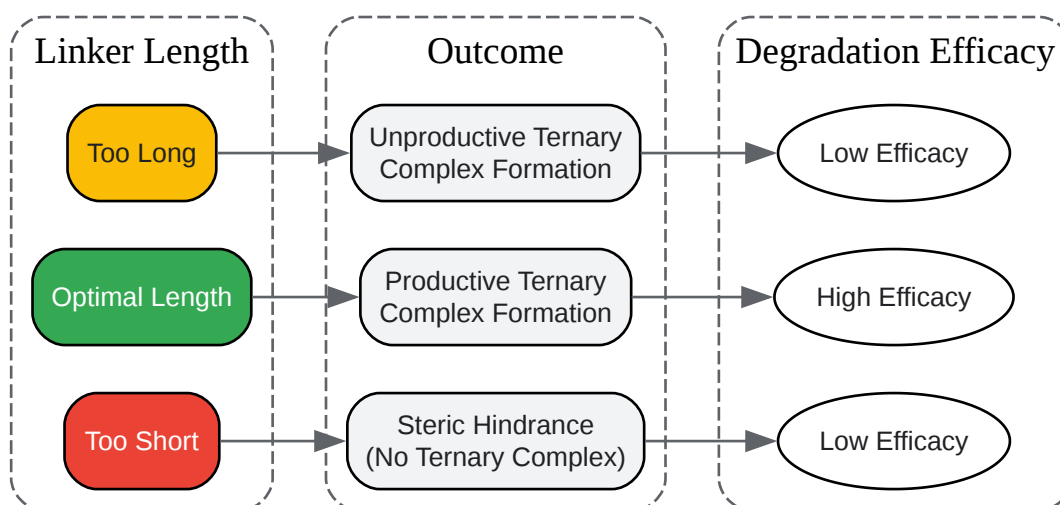 Linker Length
Outcome
Degradation Efficacy
Too Long
Unproductive Ternary
Complex Formation
Low Efficacy
Optimal Length
Productive Ternary
Complex Formation
High Efficacy
Too Short
Steric Hindrance
(No Ternary Complex)
Low Efficacy